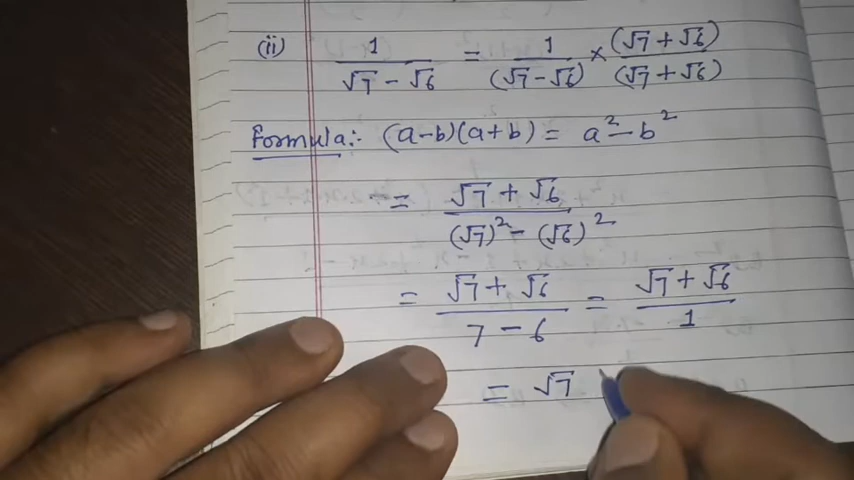 (ii) 1/(√7 - √6) = 1/(√7 - √6) × (√7 + √6)/(√7 + √6)
Formula:- (a-b)(a+b) = a² - b²
= (√7 + √6)/((√7)² - (√6)²)
= (√7 + √6)/(7 - 6) = (√7 + √6)/1
= √7